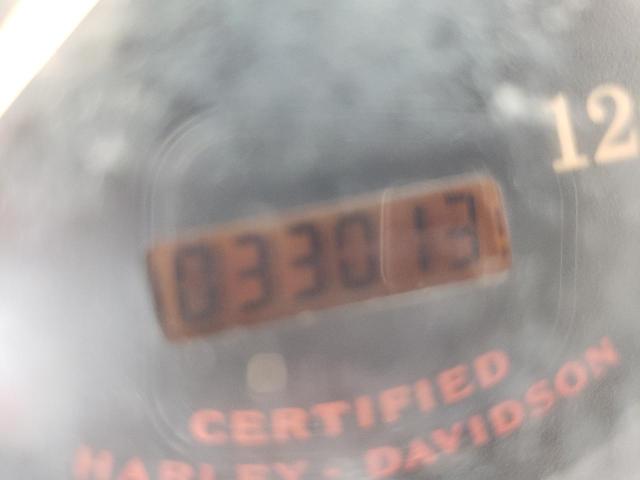 12
033013
CERTIFIED
HARLEY - DAVIDSON